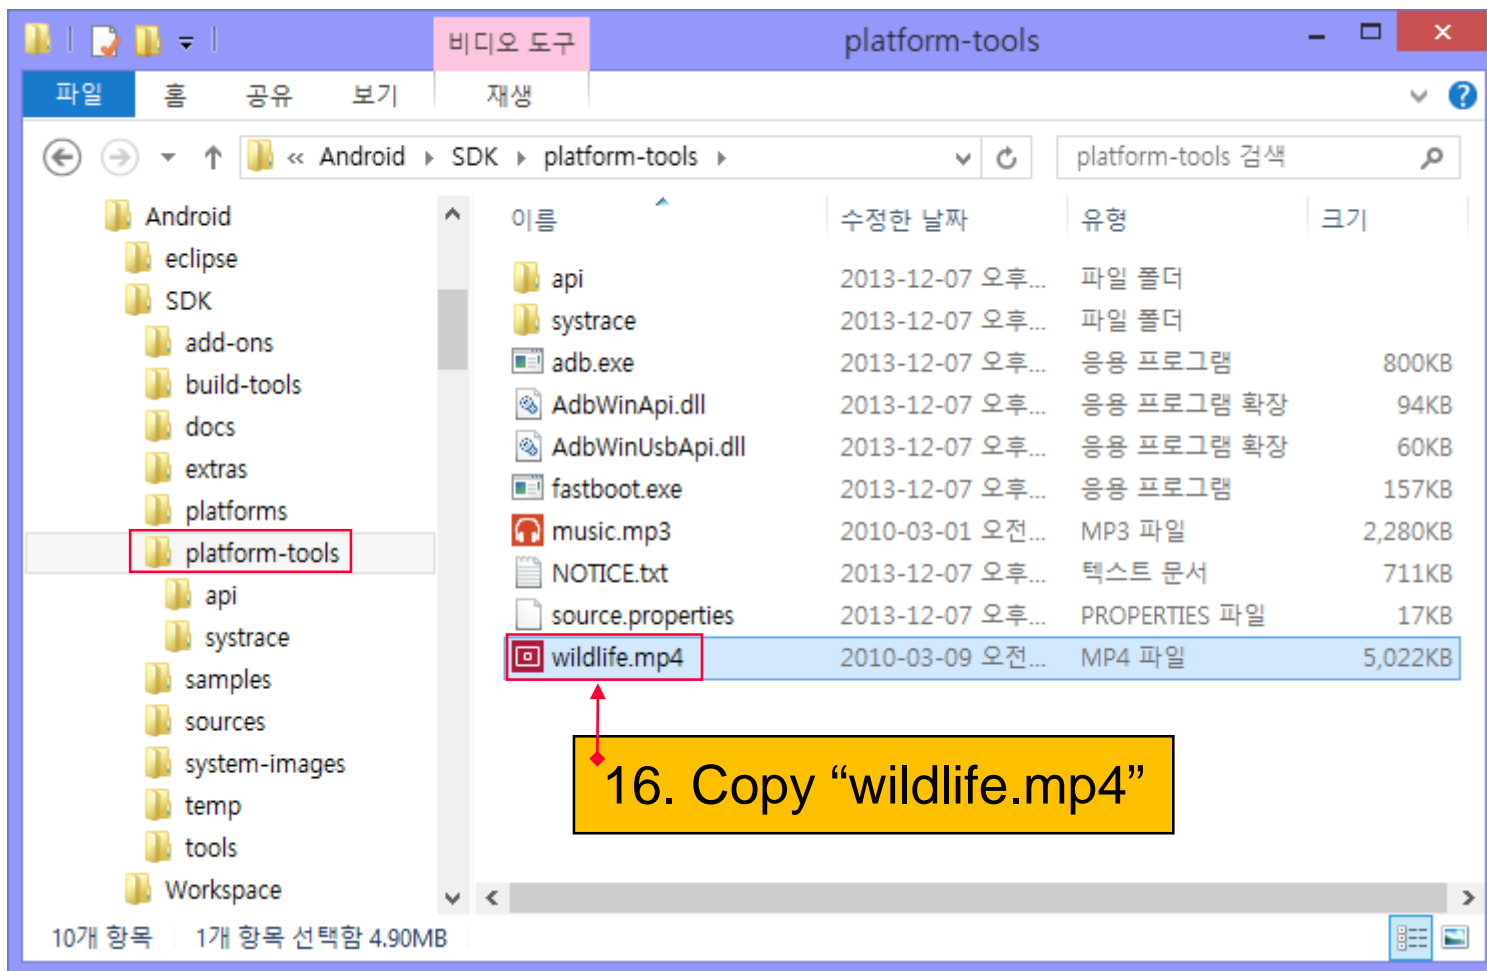 비디오 도구
platform-tools
파일 홈 공유 보기 재생
« Android SDK platform-tools
platform-tools 검색
Android
eclipse
SDK
add-ons
build-tools
docs
extras
platforms
platform-tools
api
systrace
samples
sources
system-images
temp
tools
Workspace
이름 수정한 날짜 유형 크기
api 2013-12-07 오후... 파일 폴더
systrace 2013-12-07 오후... 파일 폴더
adb.exe 2013-12-07 오후... 응용 프로그램 800KB
AdbWinApi.dll 2013-12-07 오후... 응용 프로그램 확장 94KB
AdbWinUsbApi.dll 2013-12-07 오후... 응용 프로그램 확장 60KB
fastboot.exe 2013-12-07 오후... 응용 프로그램 157KB
music.mp3 2010-03-01 오전... MP3 파일 2,280KB
NOTICE.txt 2013-12-07 오후... 텍스트 문서 711KB
source.properties 2013-12-07 오후... PROPERTIES 파일 17KB
wildlife.mp4 2010-03-09 오전... MP4 파일 5,022KB
16. Copy “wildlife.mp4”
10개 항목 1개 항목 선택함 4.90MB